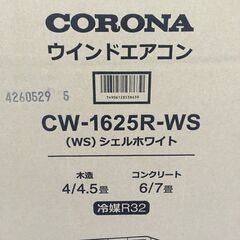 CORONA
ウインドエアコン
4260529 5
CW-1625R-WS
(WS) シェルホワイト
木造 コンクリート
4/4.5畳 6/7畳
冷媒R32